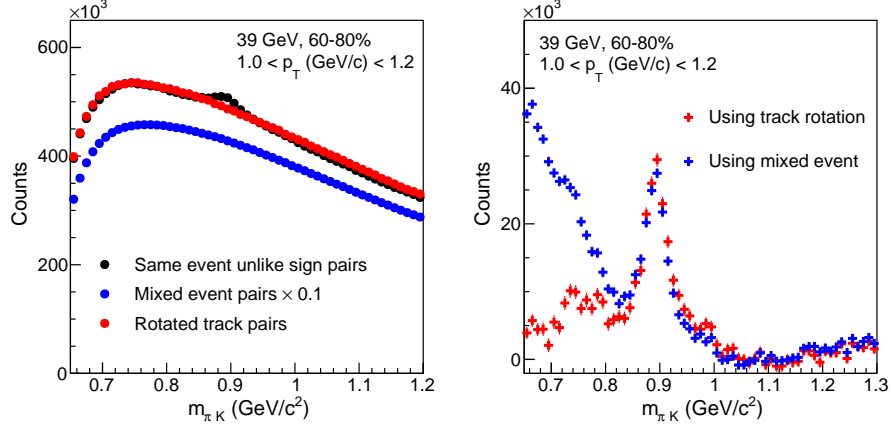 ×10³
39 GeV, 60-80%
1.0 < p_T (GeV/c) < 1.2
600
400
200
0
Counts
Same event unlike sign pairs
Mixed event pairs × 0.1
Rotated track pairs
0.7 0.8 0.9 1 1.1 1.2
m_π K (GeV/c²)
×10³
39 GeV, 60-80%
1.0 < p_T (GeV/c) < 1.2
40
20
0
Counts
Using track rotation
Using mixed event
0.7 0.8 0.9 1 1.1 1.2 1.3
m_π K (GeV/c²)